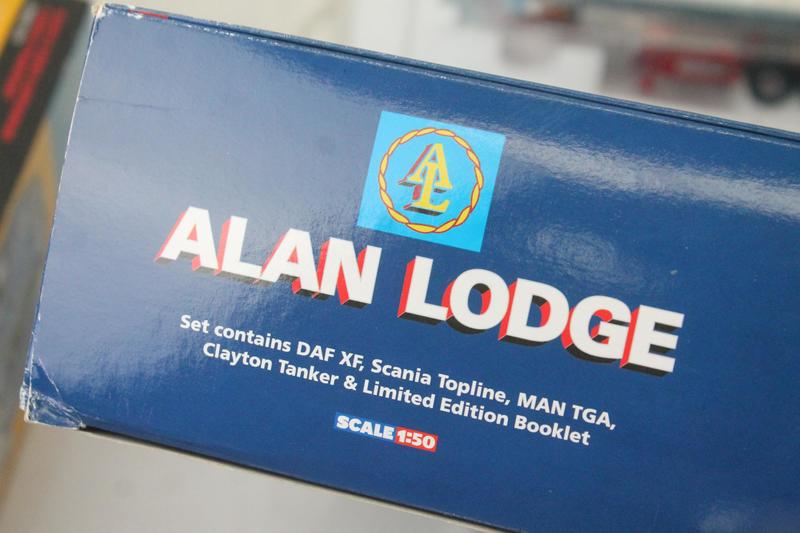 AL
ALAN LODGE
Set contains DAF XF, Scania Topline, MAN TGA,
Clayton Tanker & Limited Edition Booklet
SCALE 1:50